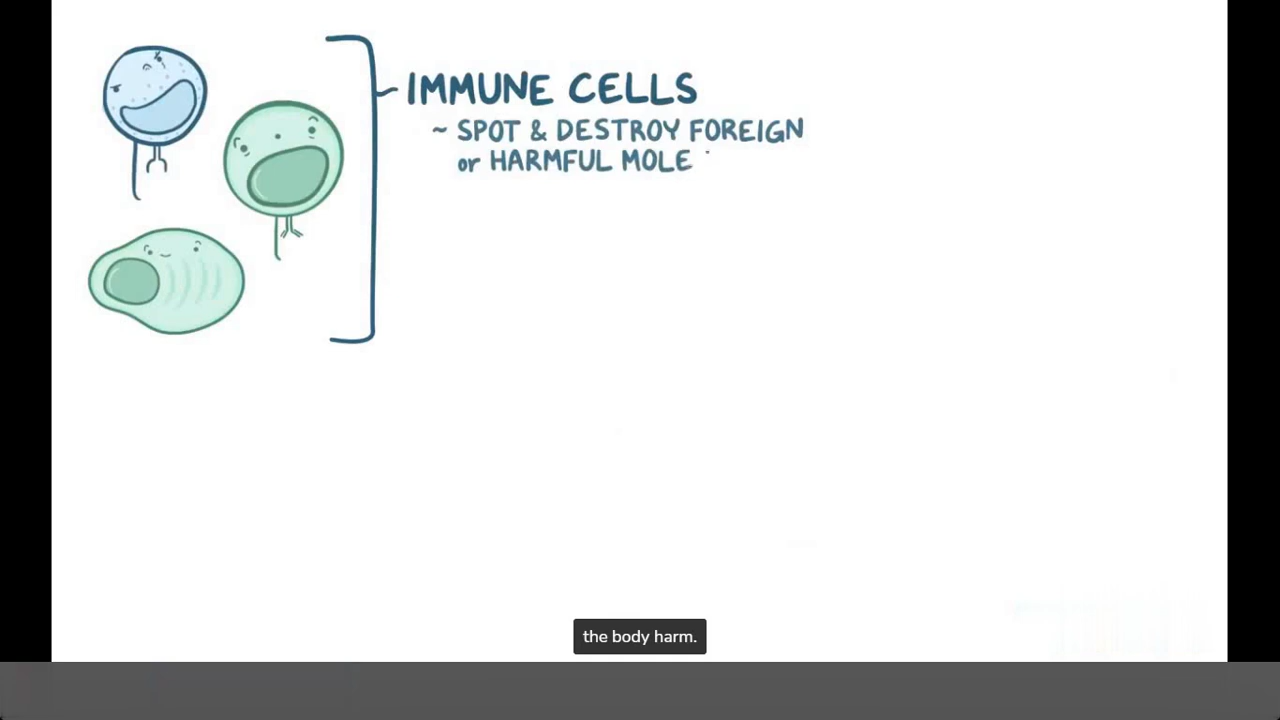 IMMUNE CELLS
~ SPOT & DESTROY FOREIGN
or HARMFUL MOLE
the body harm.